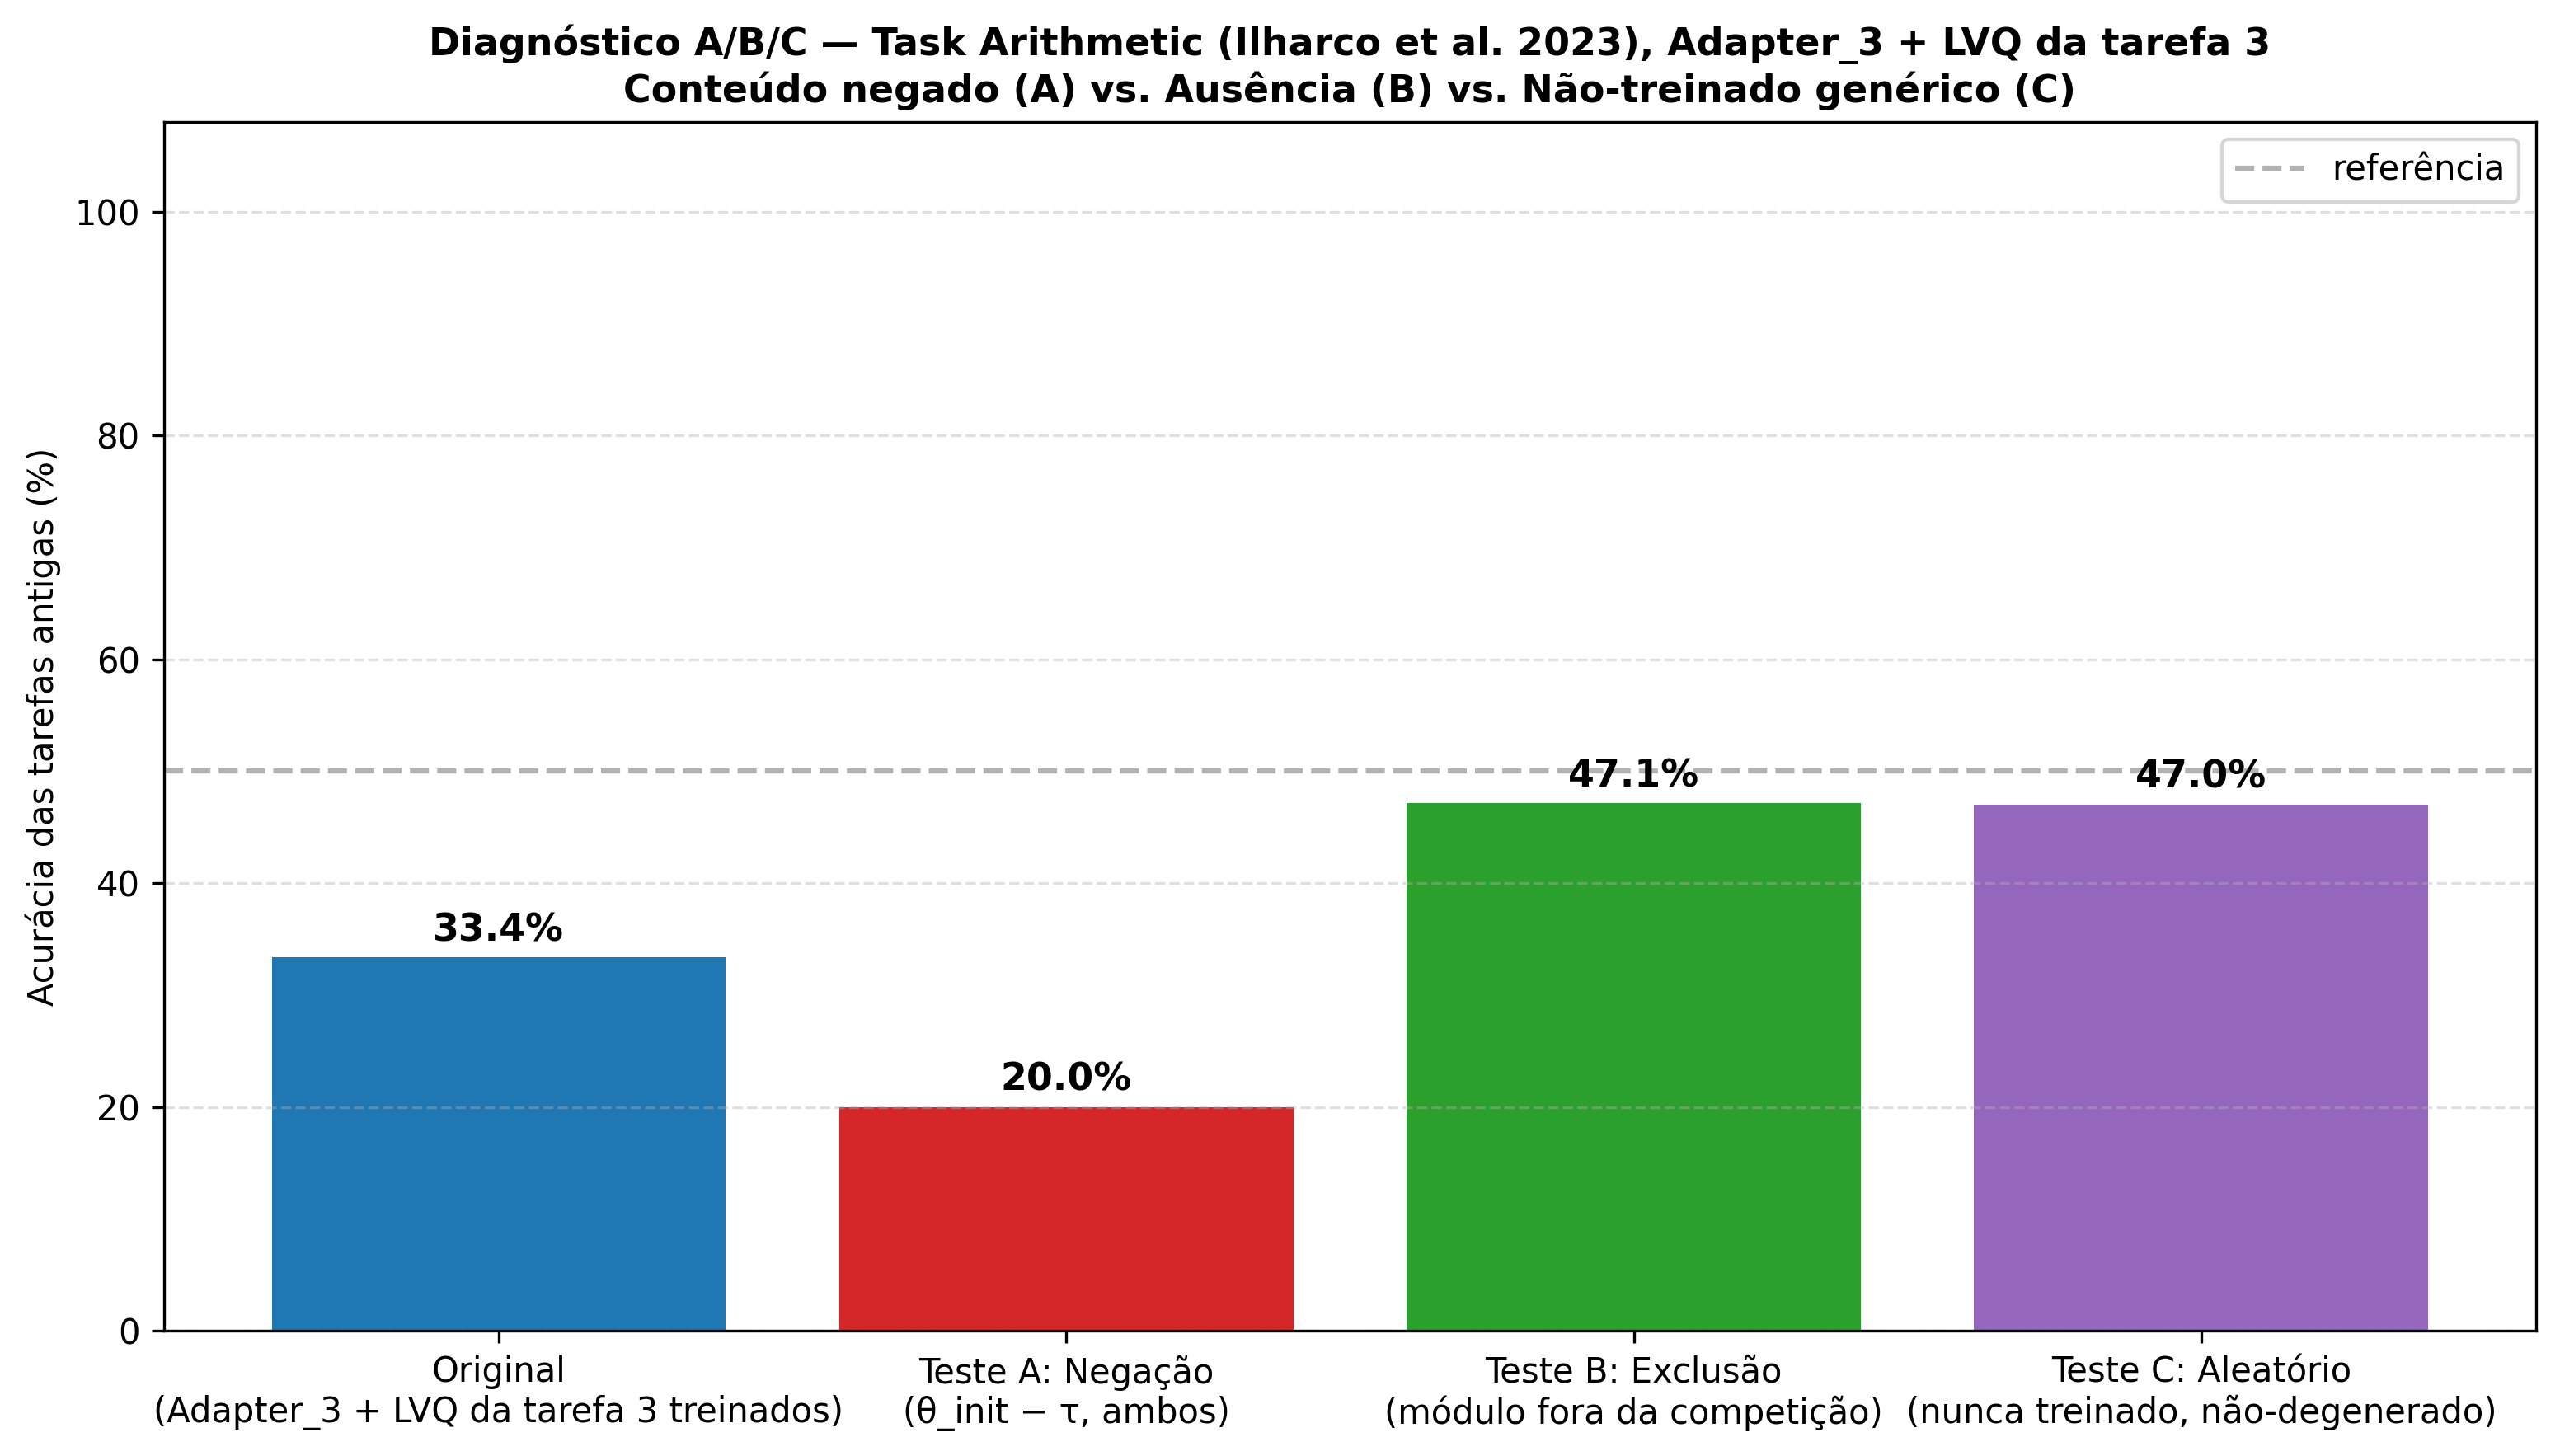 Diagnóstico A/B/C — Task Arithmetic (Ilharco et al. 2023), Adapter_3 + LVQ da tarefa 3
Conteúdo negado (A) vs. Ausência (B) vs. Não-treinado genérico (C)
referência
Acurácia das tarefas antigas (%)
100
80
60
40
20
0
33.4%
20.0%
47.1%
47.0%
Original
(Adapter_3 + LVQ da tarefa 3 treinados)
Teste A: Negação
(θ_init − τ, ambos)
Teste B: Exclusão
(módulo fora da competição)
Teste C: Aleatório
(nunca treinado, não-degenerado)